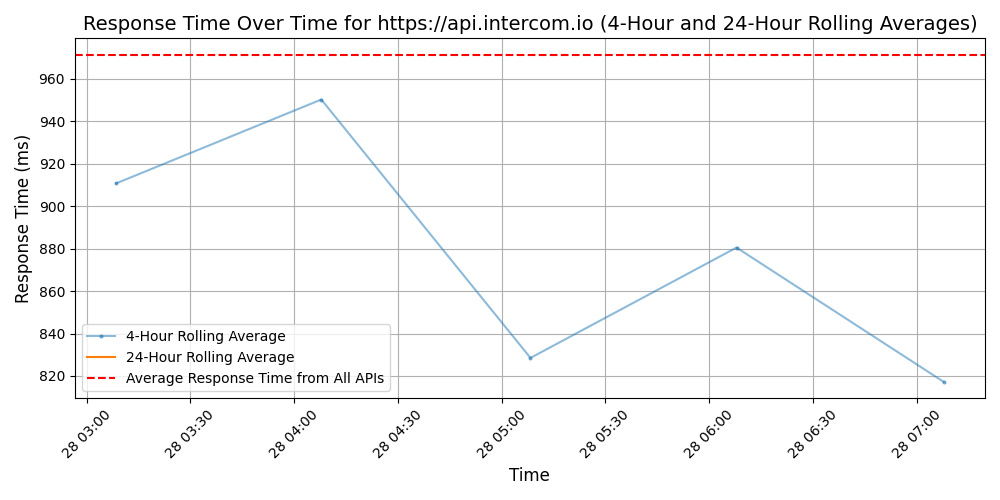 Response Time Over Time for https://api.intercom.io (4-Hour and 24-Hour Rolling Averages)
Response Time (ms)
960
940
920
900
880
860
840
820
4-Hour Rolling Average
24-Hour Rolling Average
Average Response Time from All APIs
28 03:00
28 03:30
28 04:00
28 04:30
28 05:00
28 05:30
28 06:00
28 06:30
28 07:00
Time